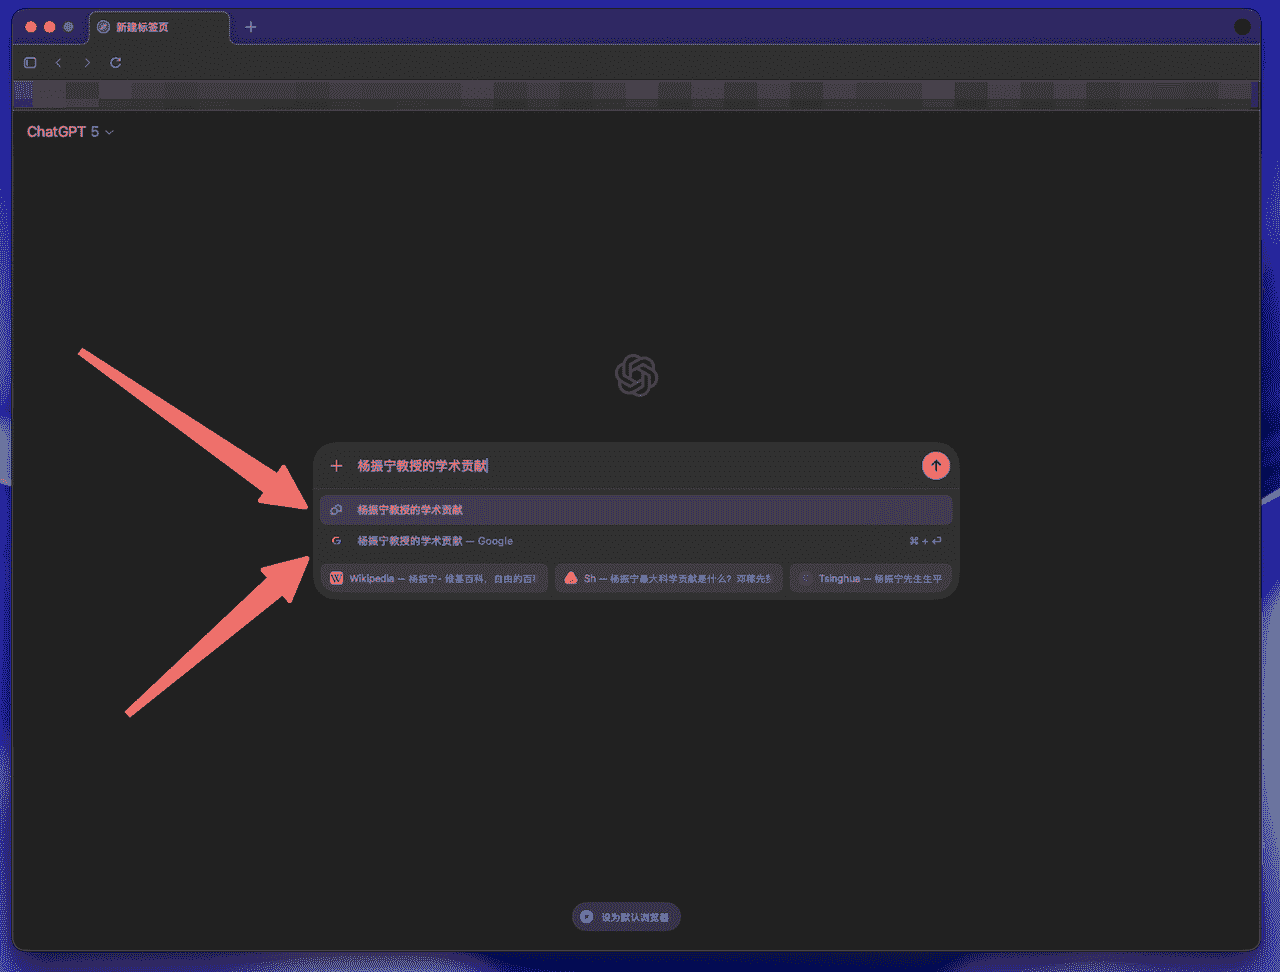 新建标签页
ChatGPT 5
杨振宁教授的学术贡献
杨振宁教授的学术贡献
杨振宁教授的学术贡献 — Google
⌘ + ⏎
Wikipedia — 杨振宁- 维基百科，自由的百
Sh — 杨振宁最大科学贡献是什么？邓稼先
Tsinghua — 杨振宁先生生平
设为默认浏览器